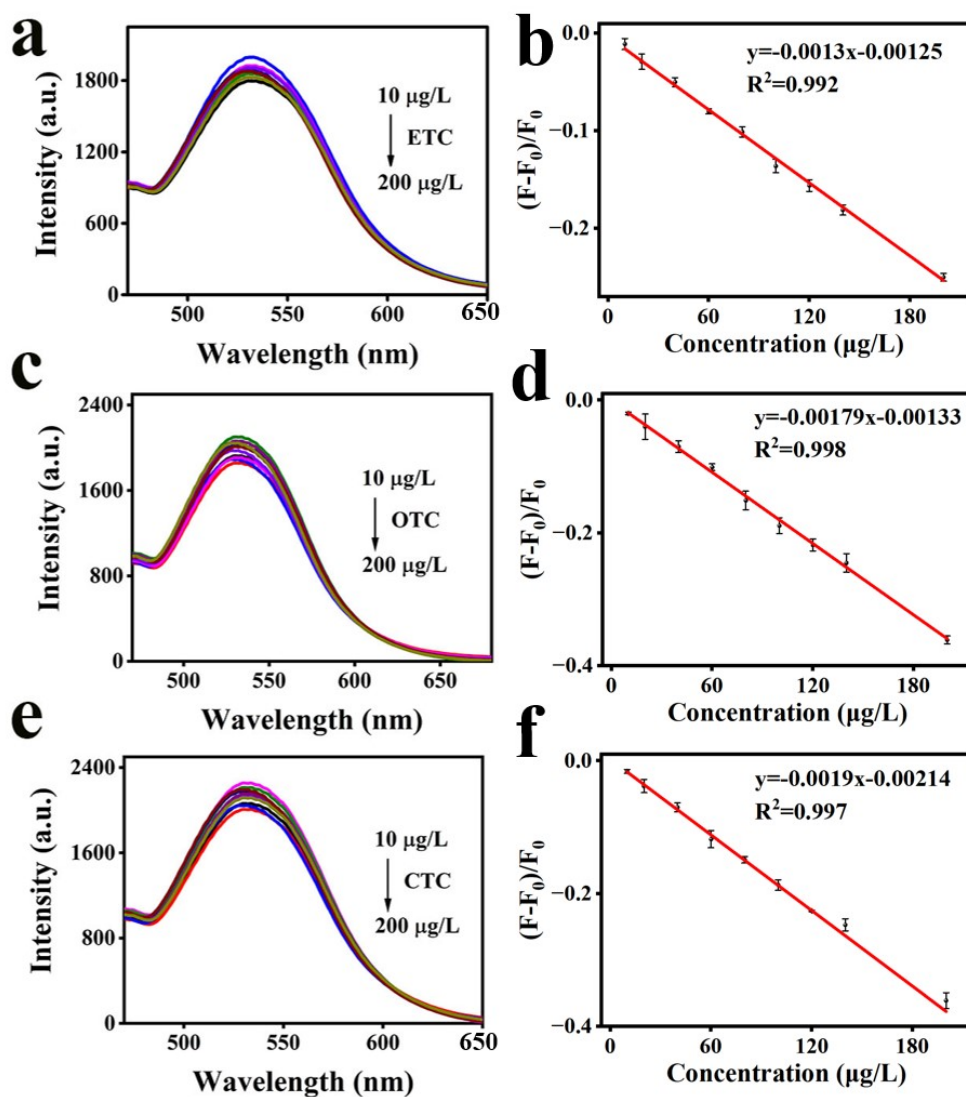 a
1800
1200
600
0
Intensity (a.u.)
10 μg/L
ETC
200 μg/L
500
550
600
650
Wavelength (nm)
b
0.0
−0.1
−0.2
(F-F0)/F0
y=-0.0013x-0.00125
R²=0.992
0
60
120
180
Concentration (μg/L)
c
2400
1600
800
0
Intensity (a.u.)
10 μg/L
OTC
200 μg/L
500
550
600
650
Wavelength (nm)
d
0.0
−0.2
−0.4
(F-F0)/F0
y=-0.00179x-0.00133
R²=0.998
0
60
120
180
Concentration (μg/L)
e
2400
1600
800
0
Intensity (a.u.)
10 μg/L
CTC
200 μg/L
500
550
600
650
Wavelength (nm)
f
0.0
−0.2
−0.4
(F-F0)/F0
y=-0.0019x-0.00214
R²=0.997
0
60
120
180
Concentration (μg/L)